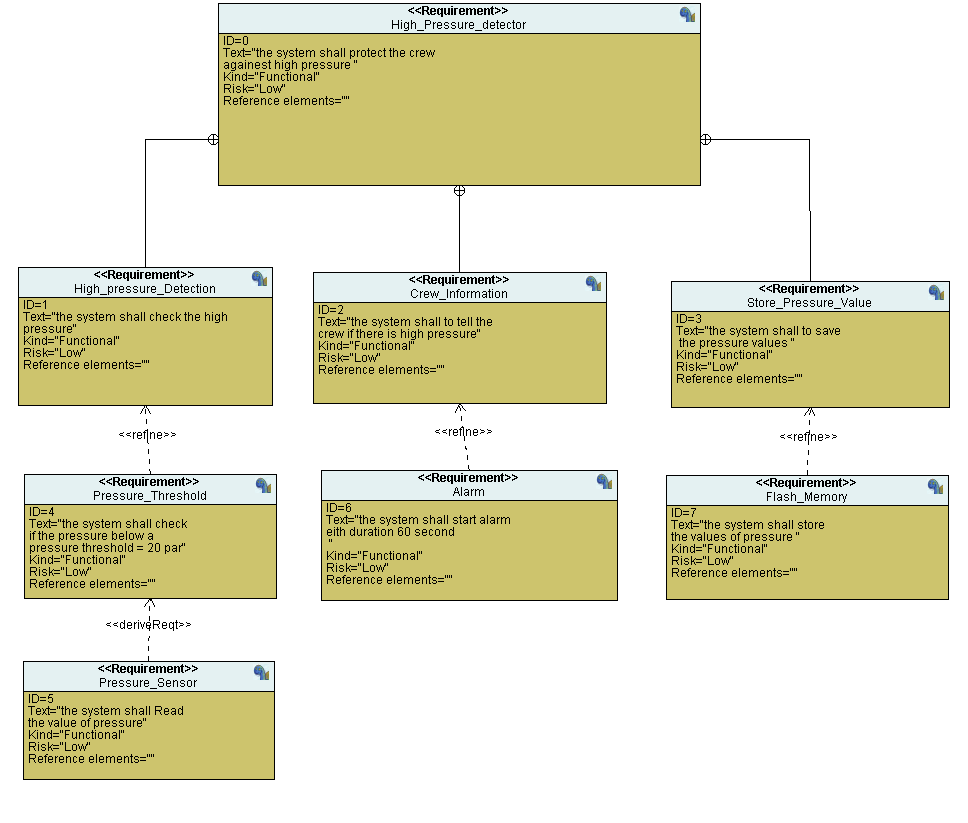 <<Requirement>>
High_Pressure_detector
ID=0
Text="the system shall protect the crew
againest high pressure "
Kind="Functional"
Risk="Low"
Reference elements=""
<<Requirement>>
High_pressure_Detection
ID=1
Text="the system shall check the high
pressure"
Kind="Functional"
Risk="Low"
Reference elements=""
<<Requirement>>
Crew_Information
ID=2
Text="the system shall to tell the
crew if there is high pressure"
Kind="Functional"
Risk="Low"
Reference elements=""
<<Requirement>>
Store_Pressure_Value
ID=3
Text="the system shall to save
the pressure values "
Kind="Functional"
Risk="Low"
Reference elements=""
<<refine>>
<<refine>>
<<refine>>
<<Requirement>>
Pressure_Threshold
ID=4
Text="the system shall check
if the pressure below a
pressure threshold = 20 par"
Kind="Functional"
Risk="Low"
Reference elements=""
<<Requirement>>
Alarm
ID=6
Text="the system shall start alarm
eith duration 60 second
"
Kind="Functional"
Risk="Low"
Reference elements=""
<<Requirement>>
Flash_Memory
ID=7
Text="the system shall store
the values of pressure "
Kind="Functional"
Risk="Low"
Reference elements=""
<<deriveReqt>>
<<Requirement>>
Pressure_Sensor
ID=5
Text="the system shall Read
the value of pressure"
Kind="Functional"
Risk="Low"
Reference elements=""